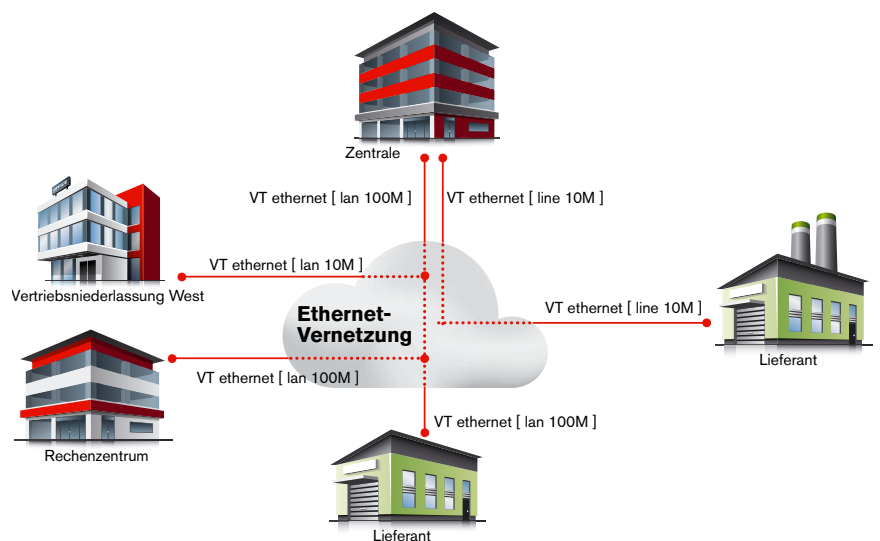 Zentrale
VT ethernet [ lan 100M ]
VT ethernet [ line 10M ]
VT ethernet [ lan 10M ]
Vertriebsniederlassung West
VT ethernet [ line 10M ]
Ethernet-
Vernetzung
Lieferant
VT ethernet [ lan 100M ]
VT ethernet [ lan 100M ]
Rechenzentrum
Lieferant